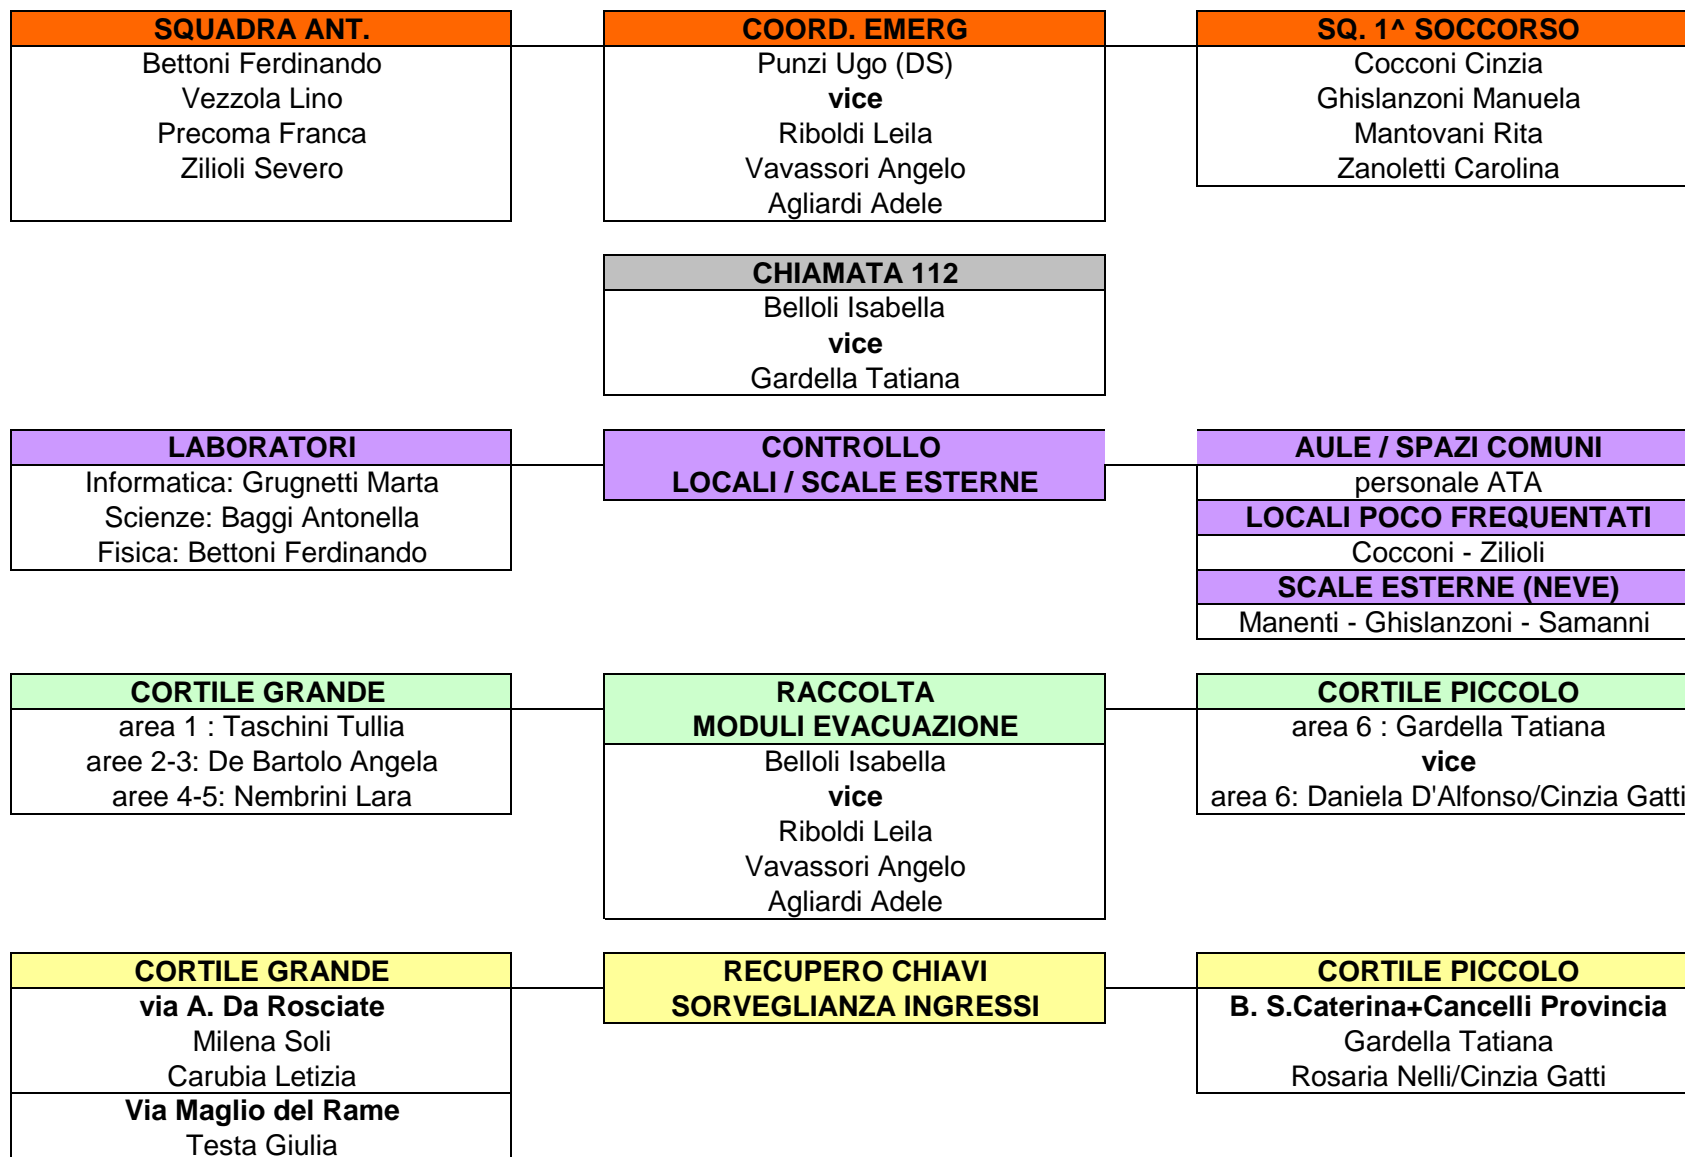 SQUADRA ANT.
Bettoni Ferdinando
Vezzola Lino
Precoma Franca
Zilioli Severo
COORD. EMERG
Punzi Ugo (DS)
vice
Riboldi Leila
Vavassori Angelo
Agliardi Adele
SQ. 1^ SOCCORSO
Cocconi Cinzia
Ghislanzoni Manuela
Mantovani Rita
Zanoletti Carolina
CHIAMATA 112
Belloli Isabella
vice
Gardella Tatiana
LABORATORI
Informatica: Grugnetti Marta
Scienze: Baggi Antonella
Fisica: Bettoni Ferdinando
CONTROLLO
LOCALI / SCALE ESTERNE
AULE / SPAZI COMUNI
personale ATA
LOCALI POCO FREQUENTATI
Cocconi - Zilioli
SCALE ESTERNE (NEVE)
Manenti - Ghislanzoni - Samanni
CORTILE GRANDE
area 1 : Taschini Tullia
aree 2-3: De Bartolo Angela
aree 4-5: Nembrini Lara
RACCOLTA
MODULI EVACUAZIONE
Belloli Isabella
vice
Riboldi Leila
Vavassori Angelo
Agliardi Adele
CORTILE PICCOLO
area 6 : Gardella Tatiana
vice
area 6: Daniela D'Alfonso/Cinzia Gatti
CORTILE GRANDE
via A. Da Rosciate
Milena Soli
Carubia Letizia
Via Maglio del Rame
Testa Giulia
RECUPERO CHIAVI
SORVEGLIANZA INGRESSI
CORTILE PICCOLO
B. S.Caterina+Cancelli Provincia
Gardella Tatiana
Rosaria Nelli/Cinzia Gatti